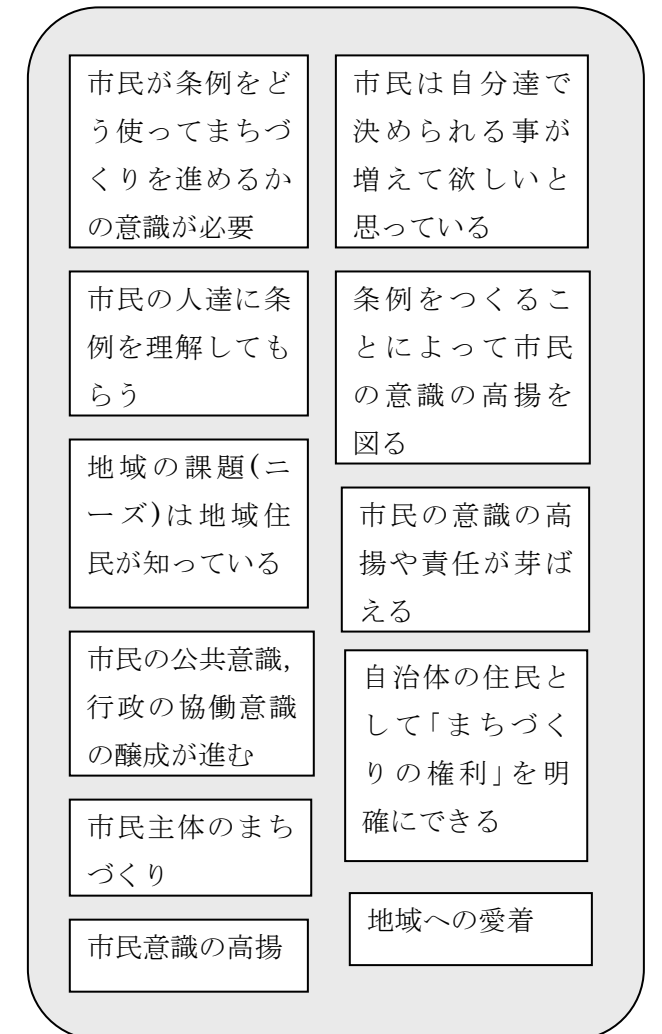 市民が条例をど
う使ってまちづ
くりを進めるか
の意識が必要
市民の人達に条
例を理解しても
らう
地域の課題(ニ
ーズ)は地域住
民が知っている
市民の公共意識,
行政の協働意識
の醸成が進む
市民主体のまち
づくり
市民意識の高揚
市民は自分達で
決められる事が
増えて欲しいと
思っている
条例をつくるこ
とによって市民
の意識の高揚を
図る
市民の意識の高
揚や責任が芽ば
える
自治体の住民と
して「まちづく
りの権利」を明
確にできる
地域への愛着